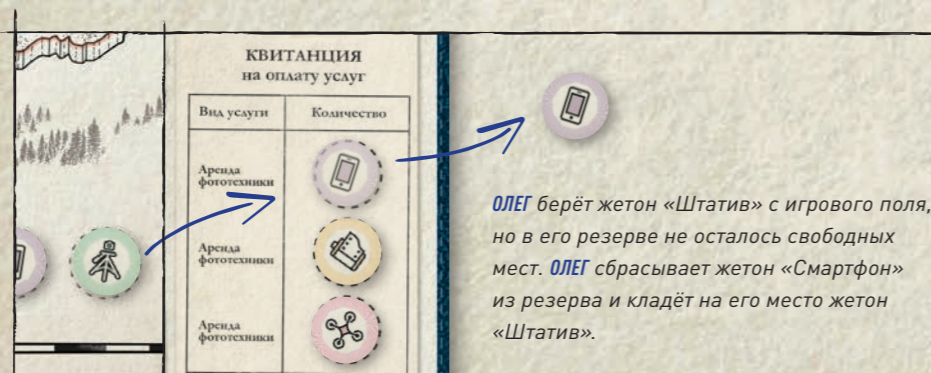 КВИТАНЦИЯ
на оплату услуг
Вид услуги
Количество
Аренда
фототехники
Аренда
фототехники
Аренда
фототехники
ОЛЕГ берёт жетон «Штатив» с игрового поля,
но в его резерве не осталось свободных
мест. ОЛЕГ сбрасывает жетон «Смартфон»
из резерва и кладёт на его место жетон
«Штатив».